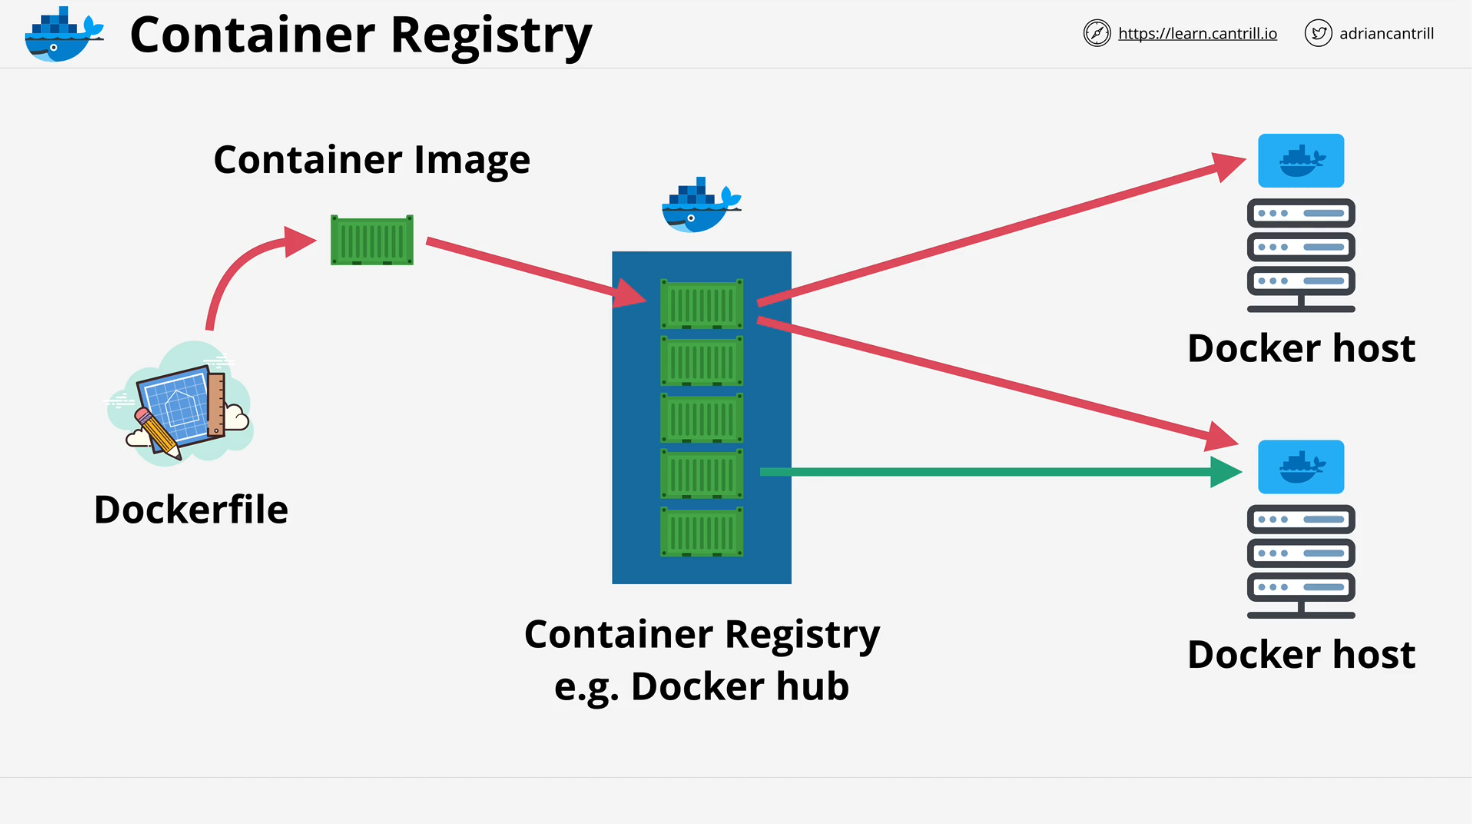 Container Registry
https://learn.cantrill.io
adriancantrill
Container Image
Dockerfile
Container Registry
e.g. Docker hub
Docker host
Docker host